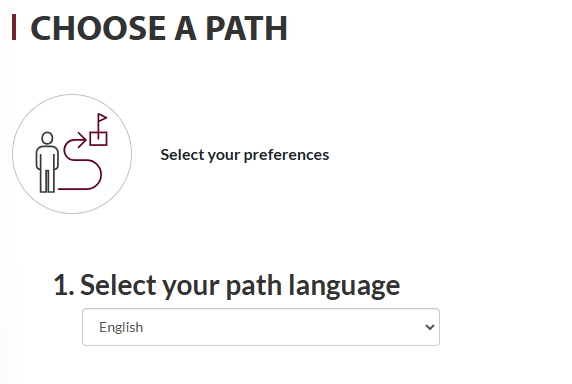 CHOOSE A PATH
Select your preferences
1. Select your path language
English